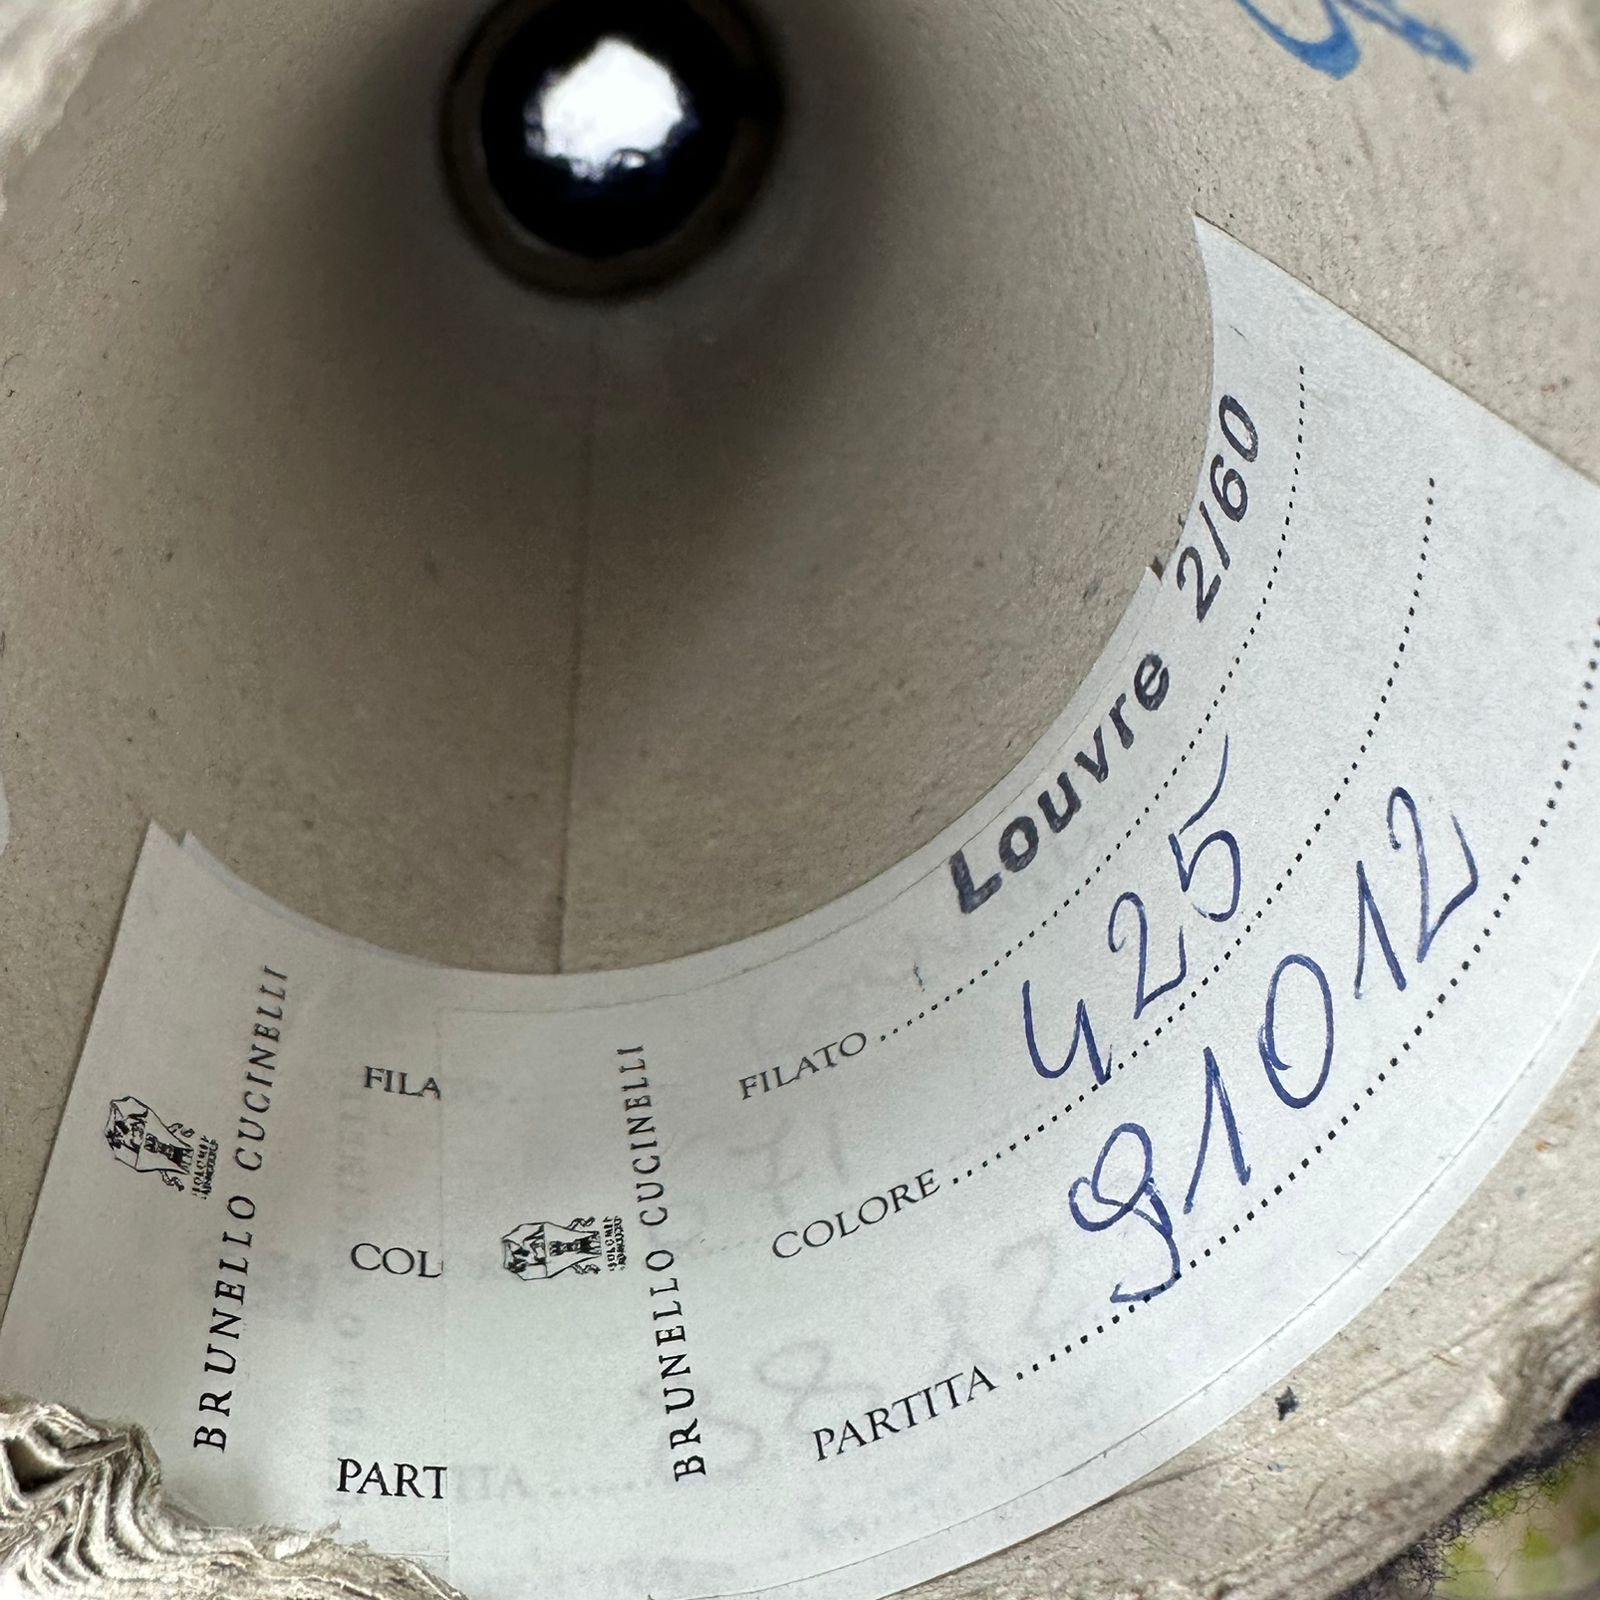 BRUNELLO CUCINELLI
FILA
COL
PART
BRUNELLO CUCINELLI
FILATO Louvre 2/60
COLORE 425
PARTITA 91012